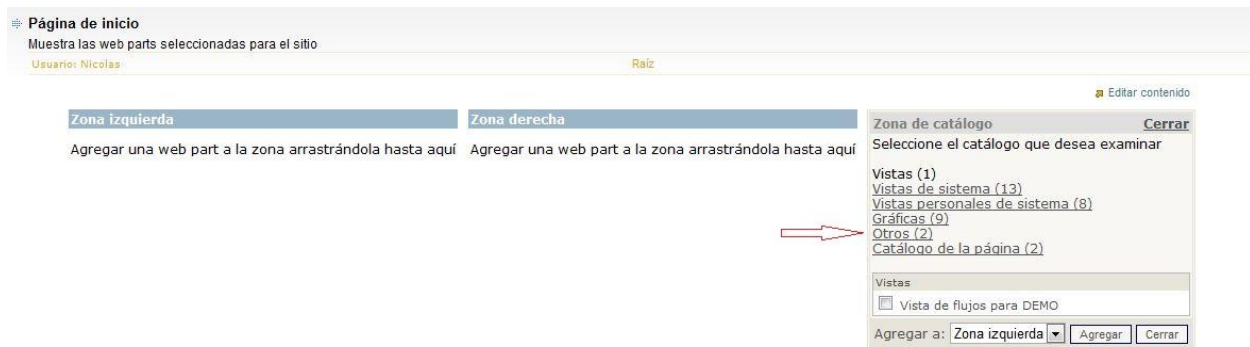 Página de inicio
Muestra las web parts seleccionadas para el sitio
Usuario: Nicolas
Raíz
Editar contenido
Zona izquierda
Agregar una web part a la zona arrastrándola hasta aquí
Zona derecha
Agregar una web part a la zona arrastrándola hasta aquí
Zona de catálogo Cerrar
Seleccione el catálogo que desea examinar
Vistas (1)
Vistas de sistema (13)
Vistas personales de sistema (8)
Gráficas (9)
Otros (2)
Catálogo de la página (2)
Vistas
Vista de flujos para DEMO
Agregar a: Zona izquierda Agregar Cerrar